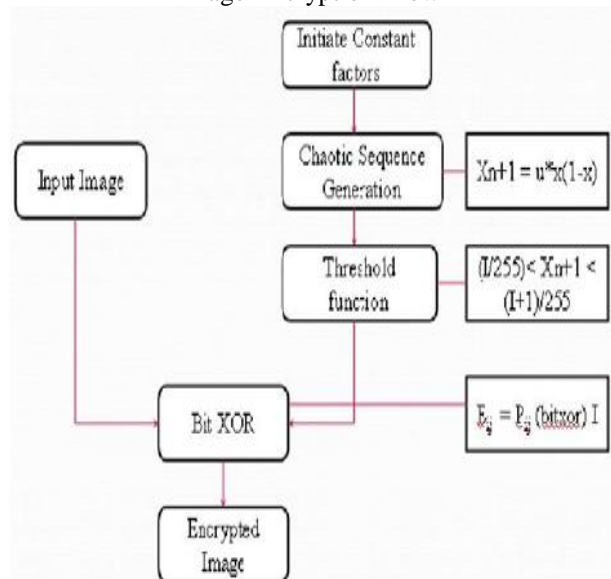 Initiate Constant
factors
Chaotic Sequence
Generation
Xn+1 = u*x(1-x)
Input Image
Threshold
function
(I/255)< Xn+1 <
(I+1)/255
Bit XOR
Eij = Pij (bitxor) I
Encrypted
Image